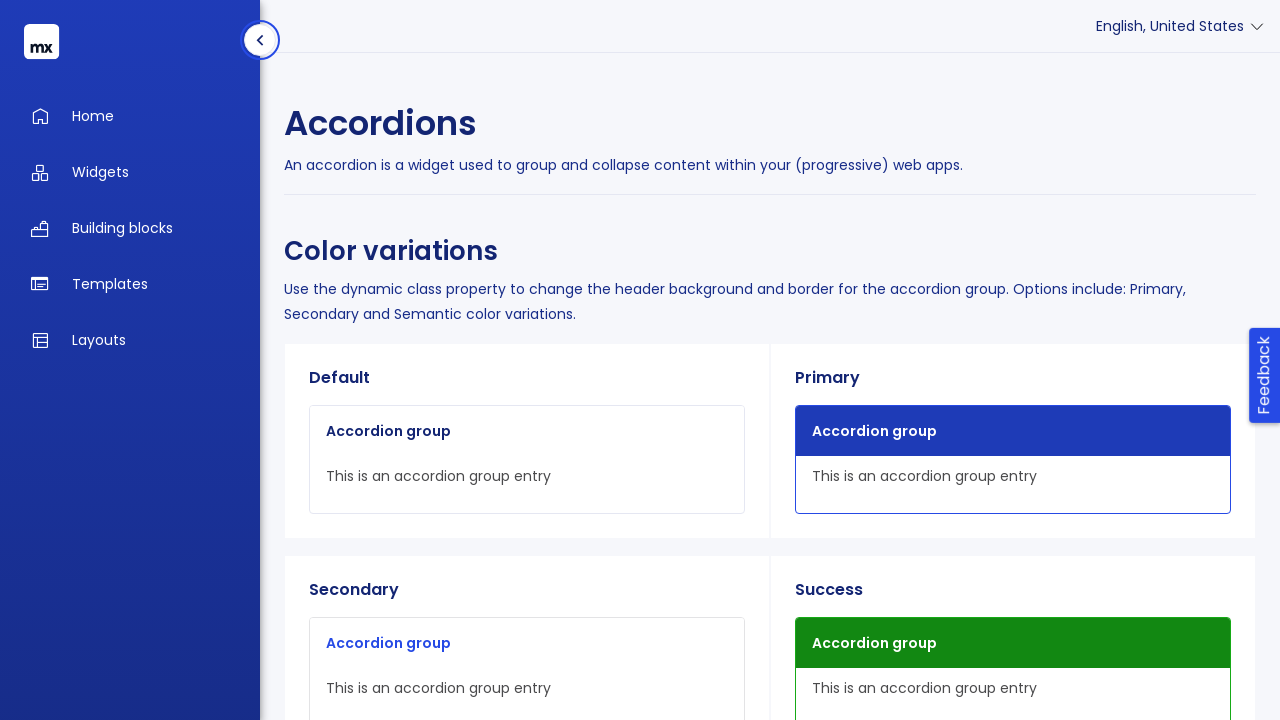 mx
Home
Widgets
Building blocks
Templates
Layouts
English, United States
Accordions
An accordion is a widget used to group and collapse content within your (progressive) web apps.
Color variations
Use the dynamic class property to change the header background and border for the accordion group. Options include: Primary,
Secondary and Semantic color variations.
Default
Accordion group
This is an accordion group entry
Primary
Accordion group
This is an accordion group entry
Secondary
Accordion group
This is an accordion group entry
Success
Accordion group
This is an accordion group entry
Feedback